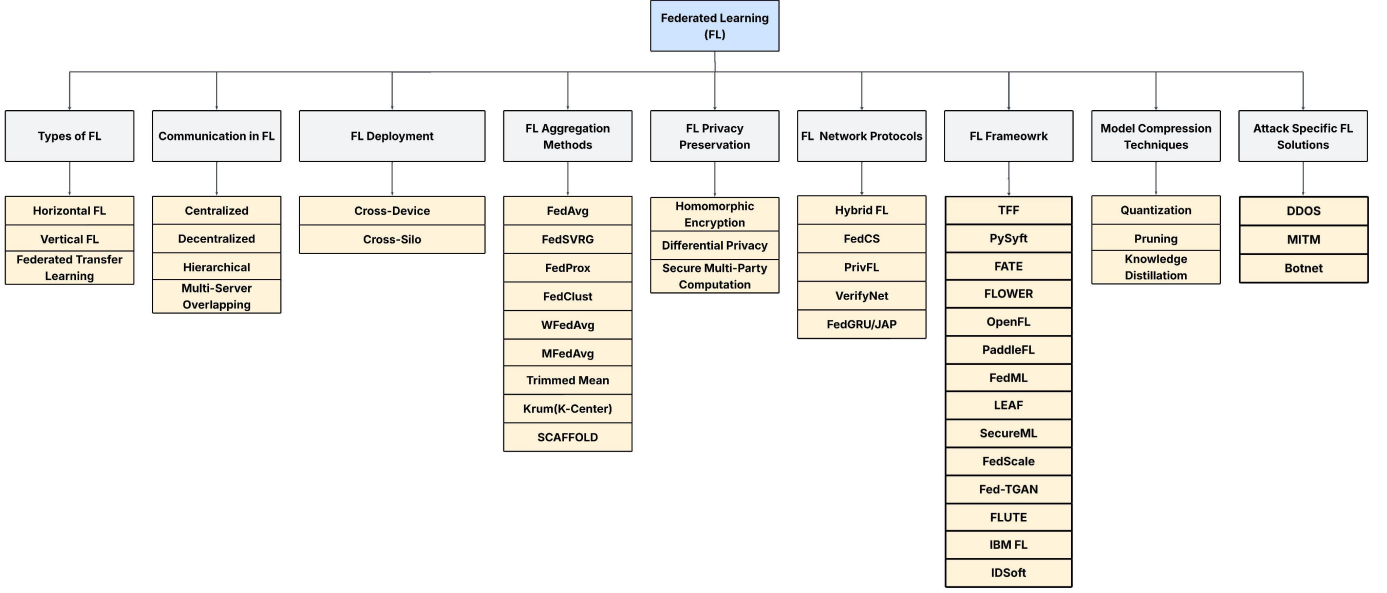 Federated Learning
(FL)
Types of FL
Horizontal FL
Vertical FL
Federated Transfer
Learning
Communication in FL
Centralized
Decentralized
Hierarchical
Multi-Server
Overlapping
FL Deployment
Cross-Device
Cross-Silo
FL Aggregation
Methods
FedAvg
FedSVRG
FedProx
FedClust
WFedAvg
MFedAvg
Trimmed Mean
Krum(K-Center)
SCAFFOLD
FL Privacy
Preservation
Homomorphic
Encryption
Differential Privacy
Secure Multi-Party
Computation
FL Network Protocols
Hybrid FL
FedCS
PrivFL
VerifyNet
FedGRU/JAP
FL Frameowrk
TFF
PySyft
FATE
FLOWER
OpenFL
PaddleFL
FedML
LEAF
SecureML
FedScale
Fed-TGAN
FLUTE
IBM FL
IDSoft
Model Compression
Techniques
Quantization
Pruning
Knowledge
Distillatiom
Attack Specific FL
Solutions
DDOS
MITM
Botnet